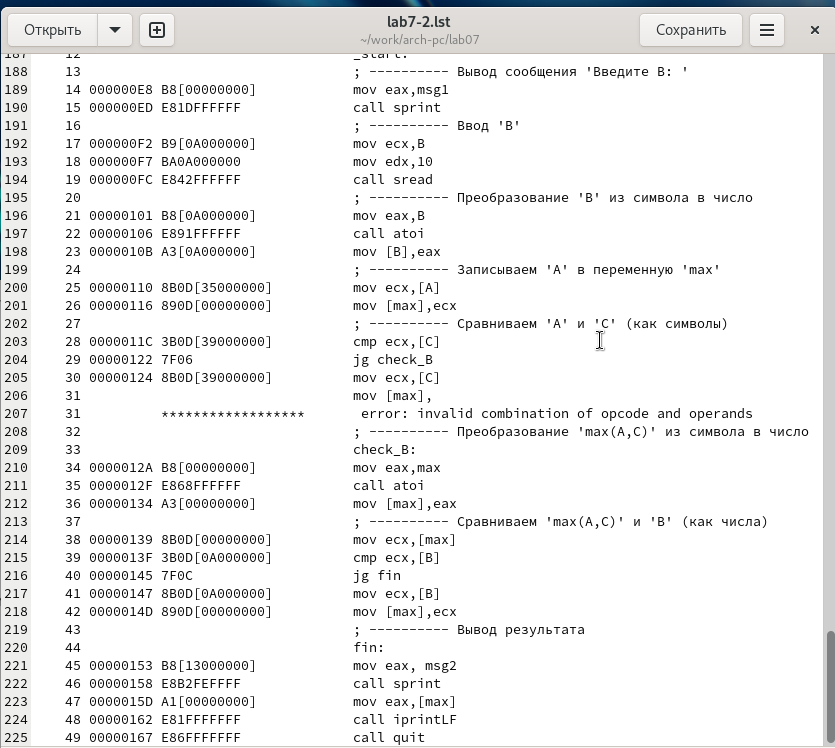 Открыть
lab7-2.lst
~/work/arch-pc/lab07
Сохранить
187 12 _start:
188 13 ; ---------- Вывод сообщения 'Введите B: '
189 14 000000E8 B8[00000000] mov eax,msg1
190 15 000000ED E81DFFFFFF call sprint
191 16 ; ---------- Ввод 'B'
192 17 000000F2 B9[0A000000] mov ecx,B
193 18 000000F7 BA0A000000 mov edx,10
194 19 000000FC E842FFFFFF call sread
195 20 ; ---------- Преобразование 'B' из символа в число
196 21 00000101 B8[0A000000] mov eax,B
197 22 00000106 E891FFFFFF call atoi
198 23 0000010B A3[0A000000] mov [B],eax
199 24 ; ---------- Записываем 'A' в переменную 'max'
200 25 00000110 8B0D[35000000] mov ecx,[A]
201 26 00000116 890D[00000000] mov [max],ecx
202 27 ; ---------- Сравниваем 'A' и 'C' (как символы)
203 28 0000011C 3B0D[39000000] cmp ecx,[C]
204 29 00000122 7F06 jg check_B
205 30 00000124 8B0D[39000000] mov ecx,[C]
206 31 mov [max],
207 31 ****************** error: invalid combination of opcode and operands
208 32 ; ---------- Преобразование 'max(A,C)' из символа в число
209 33 check_B:
210 34 0000012A B8[00000000] mov eax,max
211 35 0000012F E868FFFFFF call atoi
212 36 00000134 A3[00000000] mov [max],eax
213 37 ; ---------- Сравниваем 'max(A,C)' и 'B' (как числа)
214 38 00000139 8B0D[00000000] mov ecx,[max]
215 39 0000013F 3B0D[0A000000] cmp ecx,[B]
216 40 00000145 7F0C jg fin
217 41 00000147 8B0D[0A000000] mov ecx,[B]
218 42 0000014D 890D[00000000] mov [max],ecx
219 43 ; ---------- Вывод результата
220 44 fin:
221 45 00000153 B8[13000000] mov eax, msg2
222 46 00000158 E8B2FEFFFF call sprint
223 47 0000015D A1[00000000] mov eax,[max]
224 48 00000162 E81FFFFFFF call iprintLF
225 49 00000167 E86FFFFFFF call quit